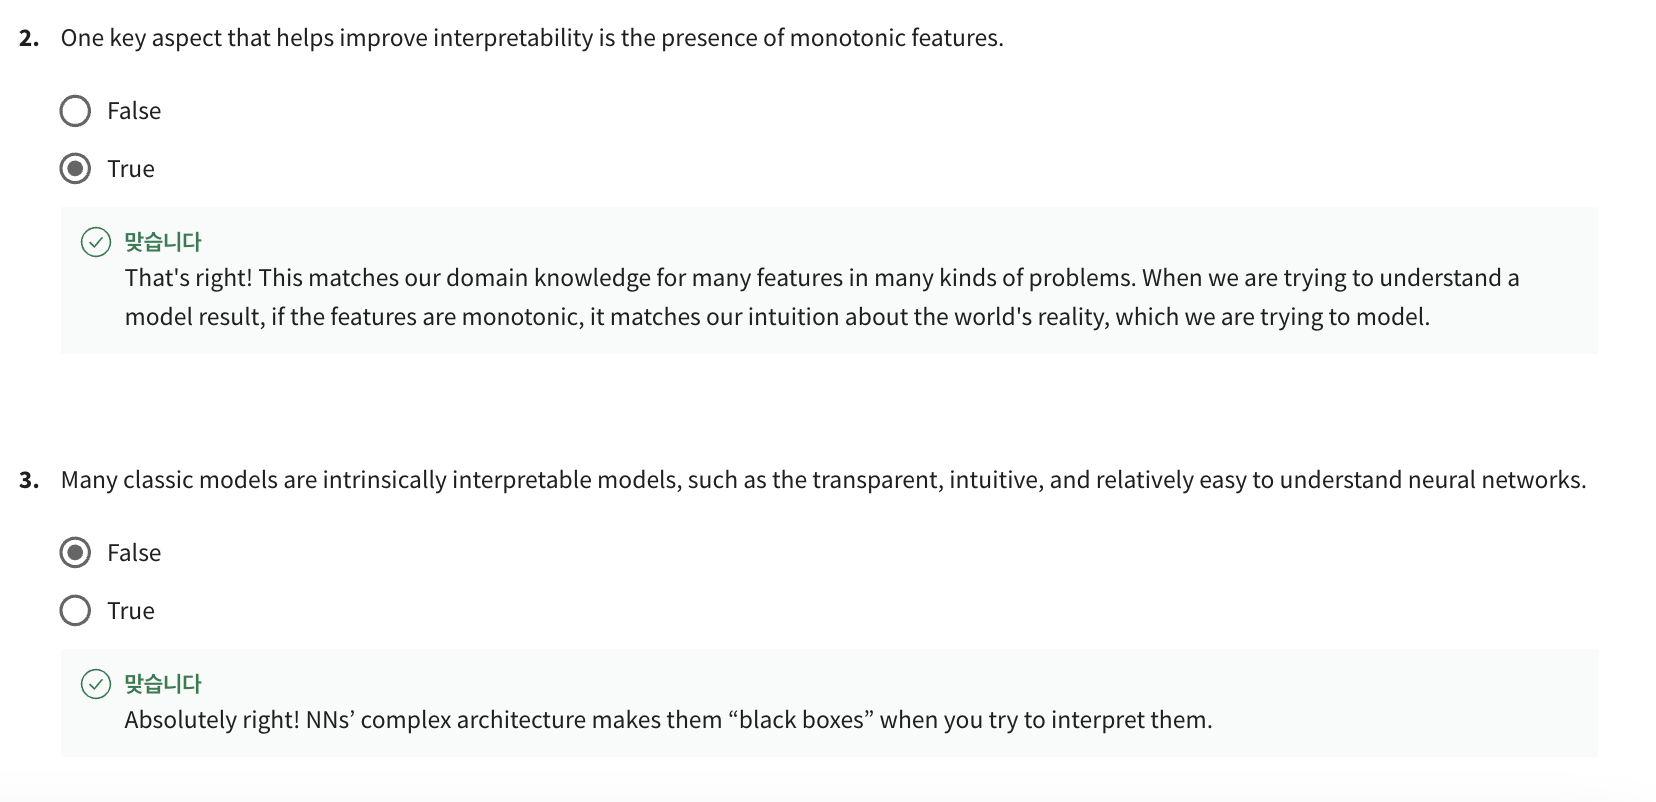 2. One key aspect that helps improve interpretability is the presence of monotonic features.
False
True
맞습니다
That's right! This matches our domain knowledge for many features in many kinds of problems. When we are trying to understand a
model result, if the features are monotonic, it matches our intuition about the world's reality, which we are trying to model.
3. Many classic models are intrinsically interpretable models, such as the transparent, intuitive, and relatively easy to understand neural networks.
False
True
맞습니다
Absolutely right! NNs’ complex architecture makes them “black boxes” when you try to interpret them.